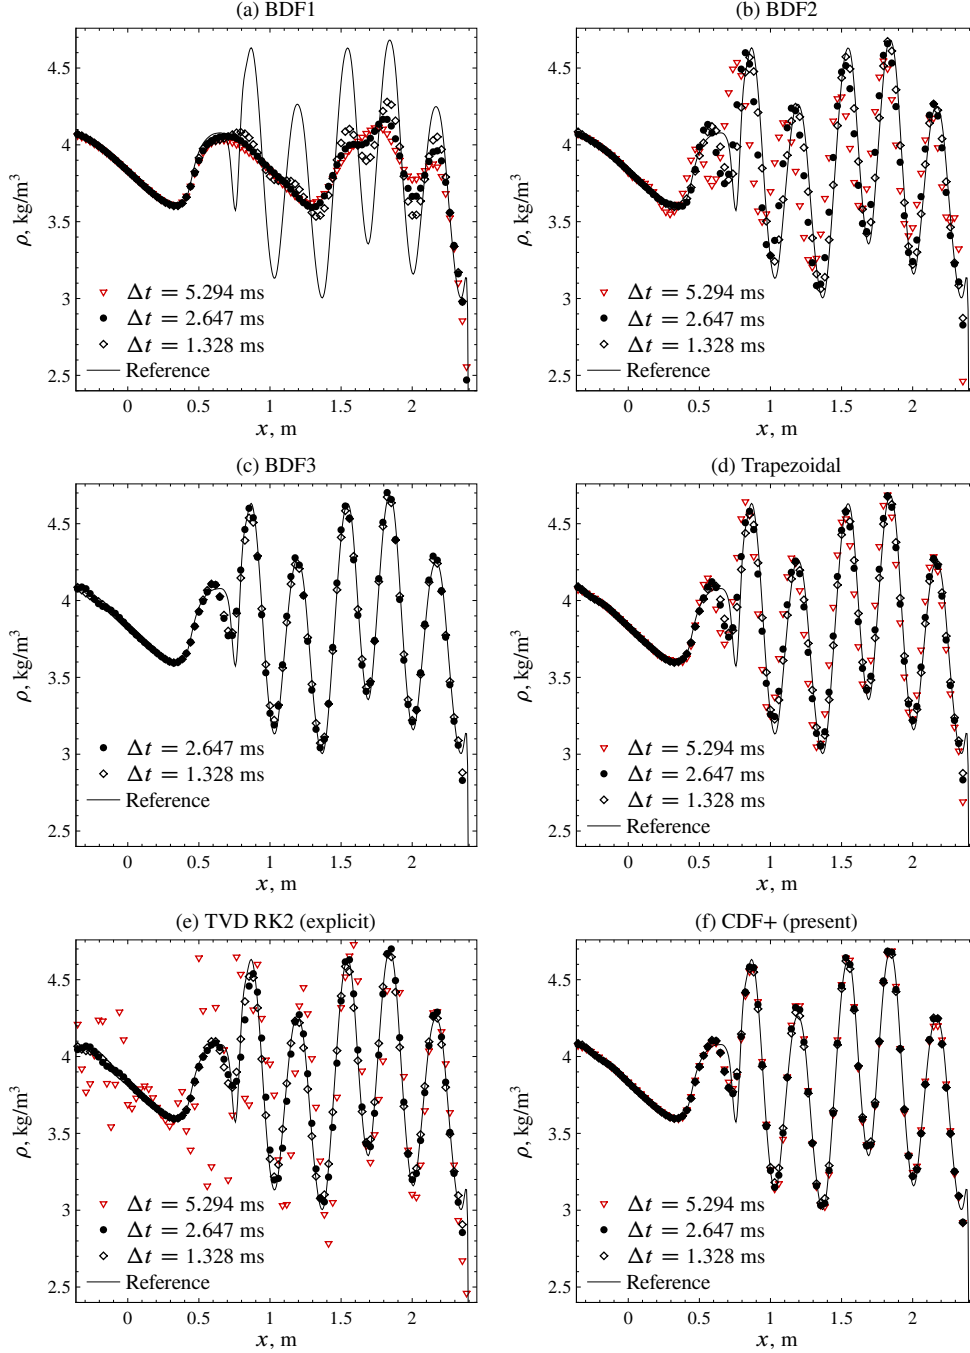 (a) BDF1
4.5
4
3.5
3
2.5
ρ, kg/m³
Δt = 5.294 ms
Δt = 2.647 ms
Δt = 1.328 ms
Reference
0 0.5 1 1.5 2
x, m
(b) BDF2
4.5
4
3.5
3
2.5
ρ, kg/m³
Δt = 5.294 ms
Δt = 2.647 ms
Δt = 1.328 ms
Reference
0 0.5 1 1.5 2
x, m
(c) BDF3
4.5
4
3.5
3
2.5
ρ, kg/m³
Δt = 2.647 ms
Δt = 1.328 ms
Reference
0 0.5 1 1.5 2
x, m
(d) Trapezoidal
4.5
4
3.5
3
2.5
ρ, kg/m³
Δt = 5.294 ms
Δt = 2.647 ms
Δt = 1.328 ms
Reference
0 0.5 1 1.5 2
x, m
(e) TVD RK2 (explicit)
4.5
4
3.5
3
2.5
ρ, kg/m³
Δt = 5.294 ms
Δt = 2.647 ms
Δt = 1.328 ms
Reference
0 0.5 1 1.5 2
x, m
(f) CDF+ (present)
4.5
4
3.5
3
2.5
ρ, kg/m³
Δt = 5.294 ms
Δt = 2.647 ms
Δt = 1.328 ms
Reference
0 0.5 1 1.5 2
x, m